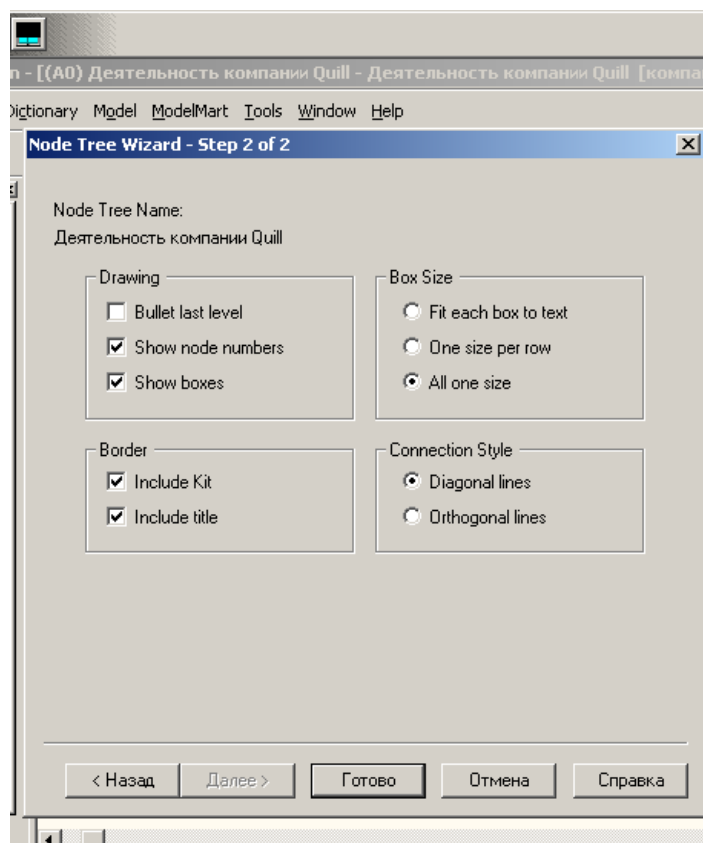 n - [(A0) Деятельность компании Quill - Деятельность компании Quill [компа
Dictionary Model ModelMart Tools Window Help
Node Tree Wizard - Step 2 of 2
Node Tree Name:
Деятельность компании Quill
Drawing
Bullet last level
Show node numbers
Show boxes
Box Size
Fit each box to text
One size per row
All one size
Border
Include Kit
Include title
Connection Style
Diagonal lines
Orthogonal lines
< Назад Далее > Готово Отмена Справка